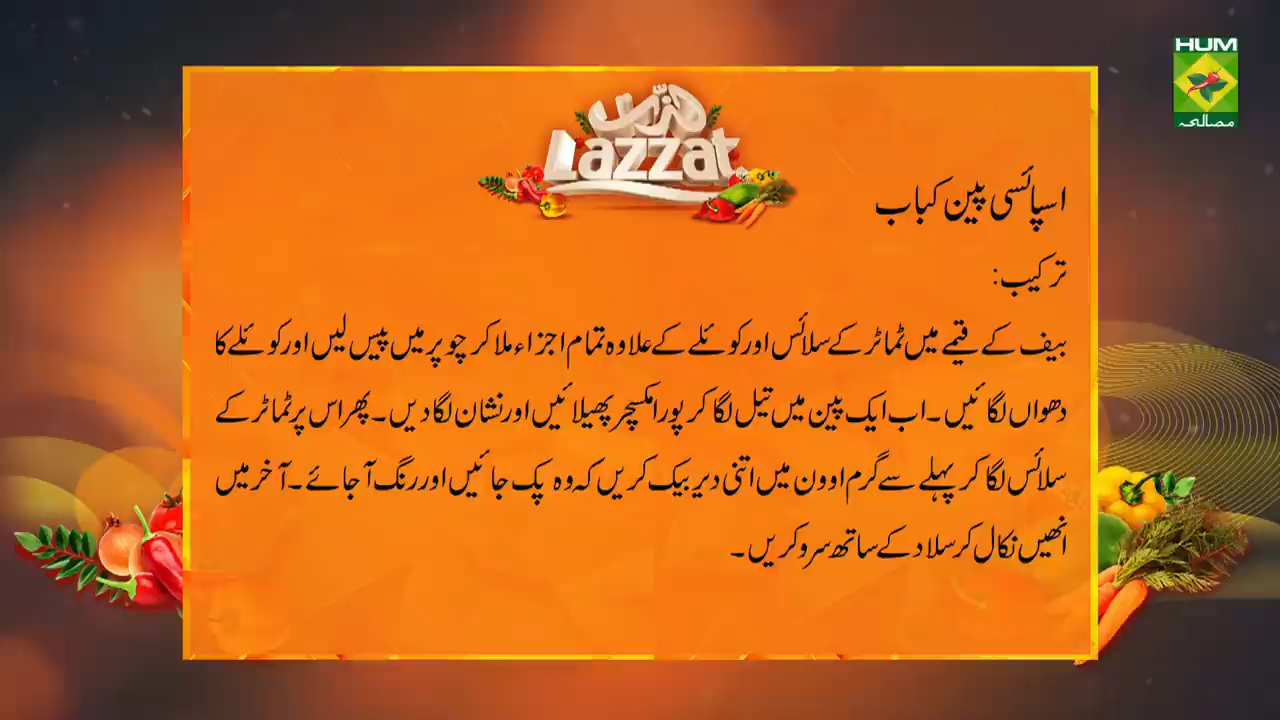 HUM
مصالحہ
لذّت
Lazzat
اسپائسی پین کباب
ترکیب:
بیف کے قیمے میں ٹماٹر کے سلائس اور کوئلے کے علاوہ تمام اجزاء ملا کر چوپر میں پیس لیں اور کوئلے کا
دھواں لگائیں۔ اب ایک پین میں تیل لگا کر پورا مکسچر پھیلائیں اور نشان لگا دیں۔ پھر اس پر ٹماٹر کے
سلائس لگا کر پہلے سے گرم اوون میں اتنی دیر بیک کریں کہ وہ پک جائیں اور رنگ آ جائے۔ آخر میں
انھیں نکال کر سلاد کے ساتھ سرو کریں۔